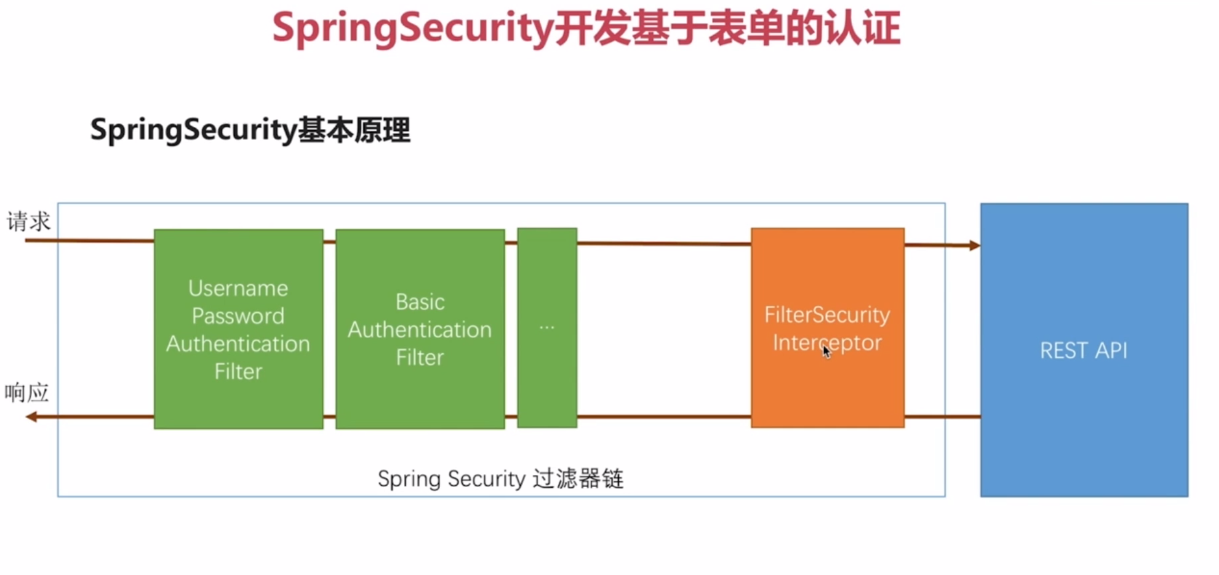 SpringSecurity开发基于表单的认证
SpringSecurity基本原理
请求
Username
Password
Authentication
Filter
Basic
Authentication
Filter
...
FilterSecurity
Interceptor
REST API
响应
Spring Security 过滤器链